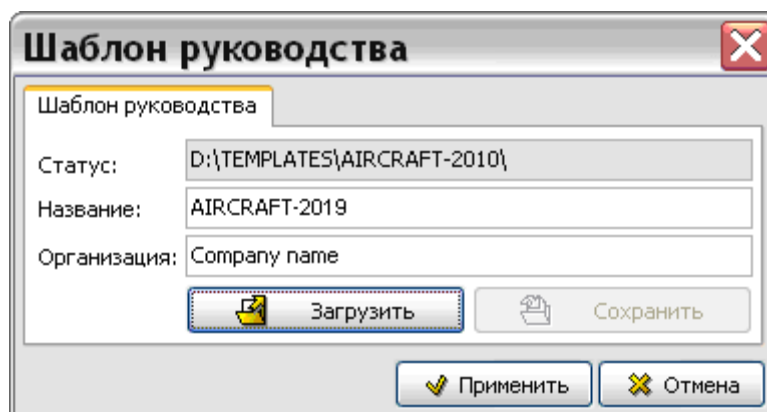 Шаблон руководства
Шаблон руководства
Статус: D:\TEMPLATES\AIRCRAFT-2010\
Название: AIRCRAFT-2019
Организация: Company name
Загрузить Сохранить
Применить Отмена